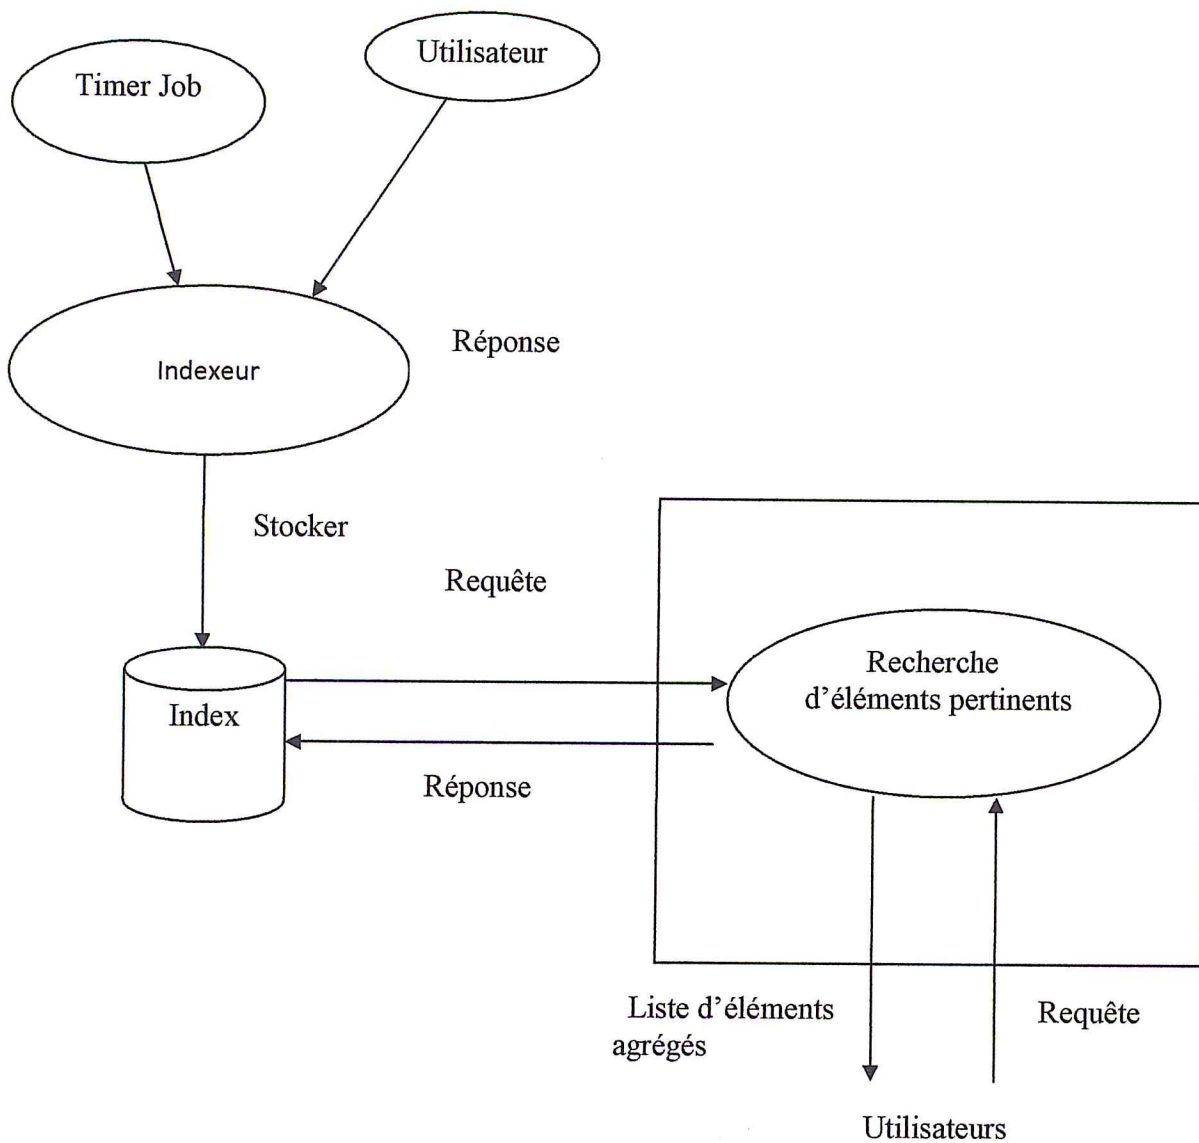 Timer Job
Utilisateur
Indexeur
Réponse
Stocker
Requête
Index
Recherche
d'éléments pertinents
Réponse
Liste d'éléments
agrégés
Requête
Utilisateurs